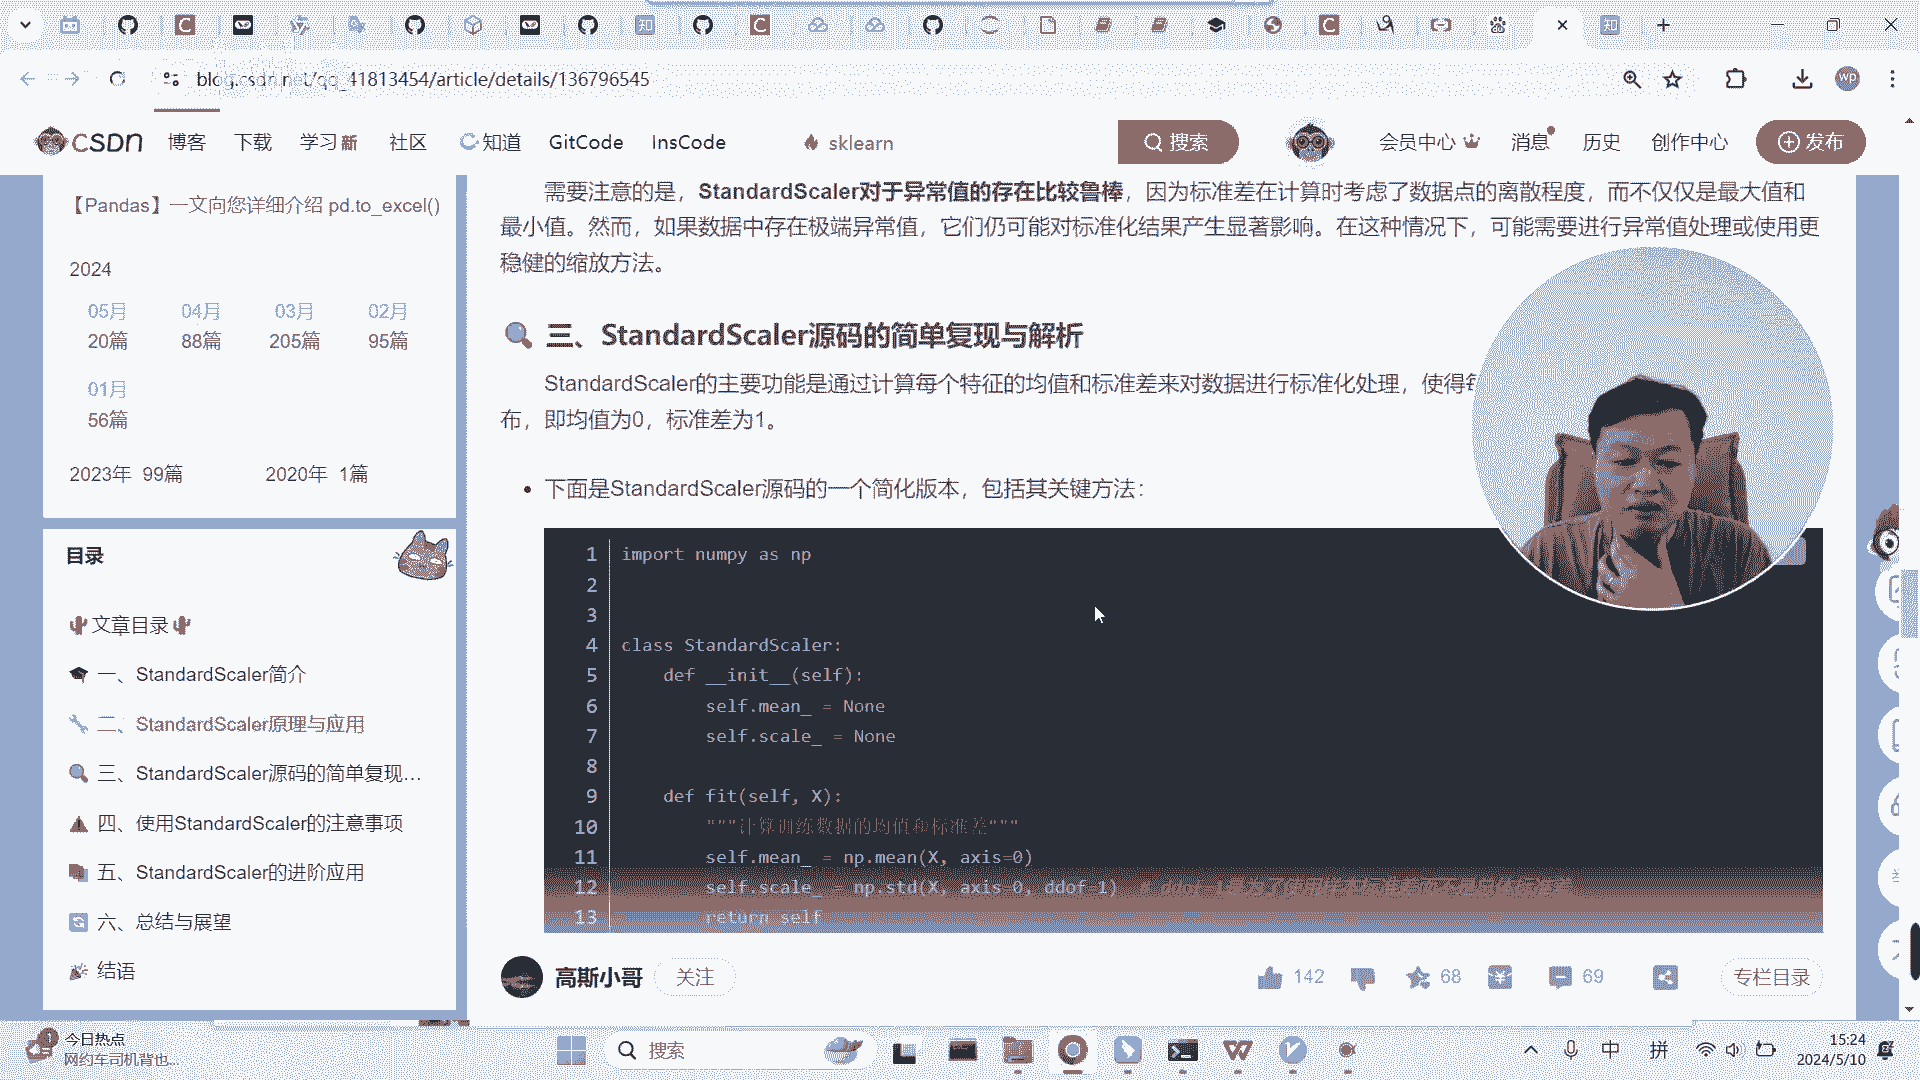 blog.csdn.net/qq_41813454/article/details/136796545
wp
CSDN 博客 下载 学习 新 社区 知道 GitCode InsCode sklearn 搜索 会员中心 消息 历史 创作中心 发布
【Pandas】一文向您详细介绍 pd.to_excel()
2024
05月 04月 03月 02月
20篇 88篇 205篇 95篇
01月
56篇
2023年 99篇 2020年 1篇
目录
文章目录
一、StandardScaler简介
二、StandardScaler原理与应用
三、StandardScaler源码的简单复现…
四、使用StandardScaler的注意事项
五、StandardScaler的进阶应用
六、总结与展望
结语
需要注意的是，StandardScaler对于异常值的存在比较鲁棒，因为标准差在计算时考虑了数据点的离散程度，而不仅仅是最大值和
最小值。然而，如果数据中存在极端异常值，它们仍可能对标准化结果产生显著影响。在这种情况下，可能需要进行异常值处理或使用更
稳健的缩放方法。
三、StandardScaler源码的简单复现与解析
StandardScaler的主要功能是通过计算每个特征的均值和标准差来对数据进行标准化处理，使得
布，即均值为0，标准差为1。
下面是StandardScaler源码的一个简化版本，包括其关键方法：
1 import numpy as np
2
3
4 class StandardScaler:
5 def __init__(self):
6 self.mean_ = None
7 self.scale_ = None
8
9 def fit(self, X):
10 """计算训练数据的均值和标准差"""
11 self.mean_ = np.mean(X, axis=0)
12 self.scale_ = np.std(X, axis=0, ddof=1) # ddof=1是为了使用样本标准差而不是总体标准差
13 return self
高斯小哥 关注 142 68 69 专栏目录
今日热点
网约车司机背也...
搜索
中 拼
15:24
2024/5/10